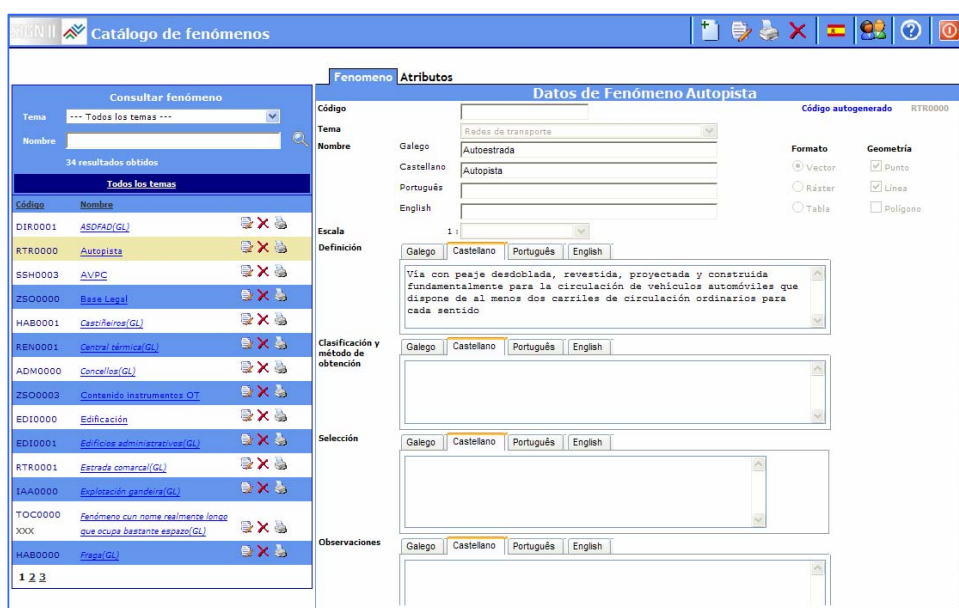 SIGN II Catálogo de fenómenos
Consultar fenómeno
Tema --- Todos los temas ---
Nombre
34 resultados obtidos
Todos los temas
Código Nombre
DIR0001 ASDFAD(GL)
RTR0000 Autopista
SSH0003 AVPC
ZSO0000 Base Legal
HAB0001 Castiñeiros(GL)
REN0001 Central térmica(GL)
ADM0000 Concellos(GL)
ZSO0003 Contenido instrumentos OT
EDI0000 Edificación
EDI0001 Edificios administrativos(GL)
RTR0001 Estrada comarcal(GL)
IAA0000 Explotación gandeira(GL)
TOC0000 Fenómeno cun nome realmente longo
XXX que ocupa bastante espazo(GL)
HAB0000 Fraga(GL)
1 2 3
Fenomeno Atributos
Datos de Fenómeno Autopista
Código Código autogenerado RTR0000
Tema Redes de transporte
Nombre Galego Autoestrada Formato Geometría
Castellano Autopista Vector Punto
Português Ráster Línea
English Tabla Polígono
Escala 1 :
Definición Galego Castellano Português English
Vía con peaje desdoblada, revestida, proyectada y construida
fundamentalmente para la circulación de vehículos automóviles que
dispone de al menos dos carriles de circulación ordinarios para
cada sentido
Clasificación y
método de
obtención
Galego Castellano Português English
Selección Galego Castellano Português English
Observaciones Galego Castellano Português English